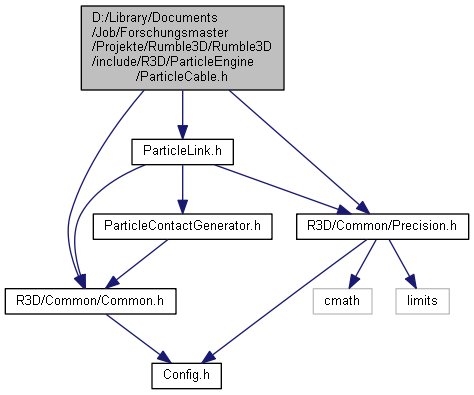 D:/Library/Documents
/Job/Forschungsmaster
/Projekte/Rumble3D/Rumble3D
/include/R3D/ParticleEngine
/ParticleCable.h
ParticleLink.h
ParticleContactGenerator.h
R3D/Common/Precision.h
R3D/Common/Common.h
cmath
limits
Config.h